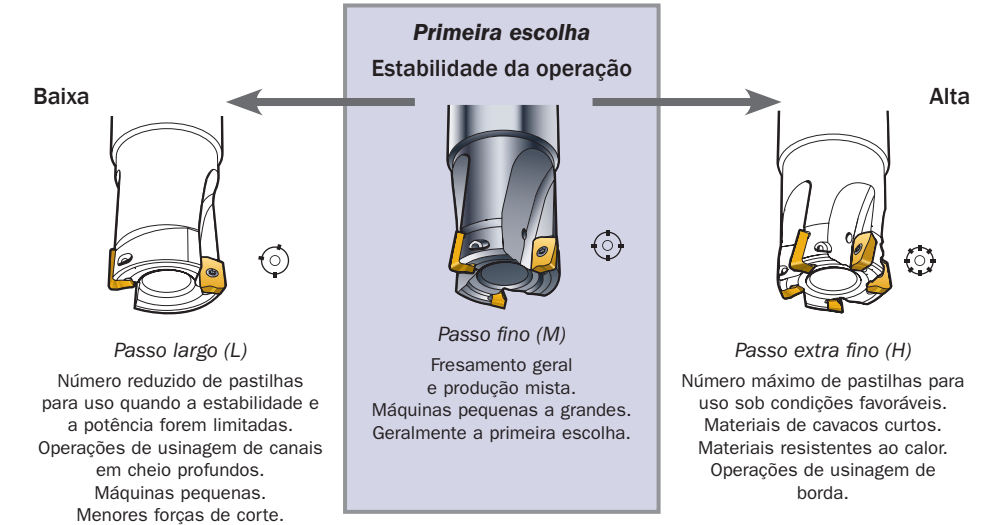 Primeira escolha
Estabilidade da operação
Baixa
Alta
Passo largo (L)
Número reduzido de pastilhas
para uso quando a estabilidade e
a potência forem limitadas.
Operações de usinagem de canais
em cheio profundos.
Máquinas pequenas.
Menores forças de corte.
Passo fino (M)
Fresamento geral
e produção mista.
Máquinas pequenas a grandes.
Geralmente a primeira escolha.
Passo extra fino (H)
Número máximo de pastilhas para
uso sob condições favoráveis.
Materiais de cavacos curtos.
Materiais resistentes ao calor.
Operações de usinagem de
borda.